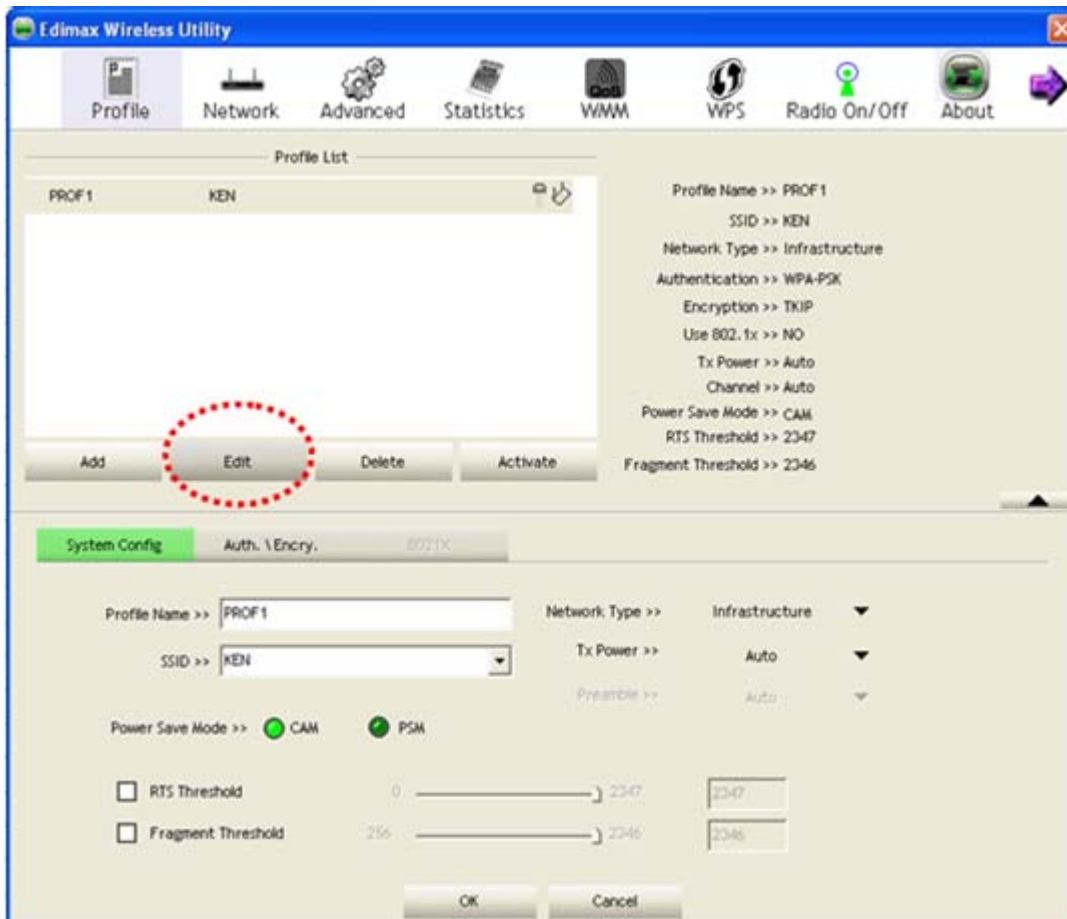 Edimax Wireless Utility
Profile Network Advanced Statistics WMM WPS Radio On/Off About
Profile List
PROF1 KEN
Profile Name >> PROF1
SSID >> KEN
Network Type >> Infrastructure
Authentication >> WPA-PSK
Encryption >> TKIP
Use 802.1x >> NO
Tx Power >> Auto
Channel >> Auto
Power Save Mode >> CAM
RTS Threshold >> 2347
Fragment Threshold >> 2346
Add Edit Delete Activate
System Config Auth. \ Encry. 8021X
Profile Name >> PROF1
SSID >> KEN
Network Type >> Infrastructure
Tx Power >> Auto
Preamble >> Auto
Power Save Mode >> CAM PSM
RTS Threshold 0 2347 2347
Fragment Threshold 256 2346 2346
OK Cancel